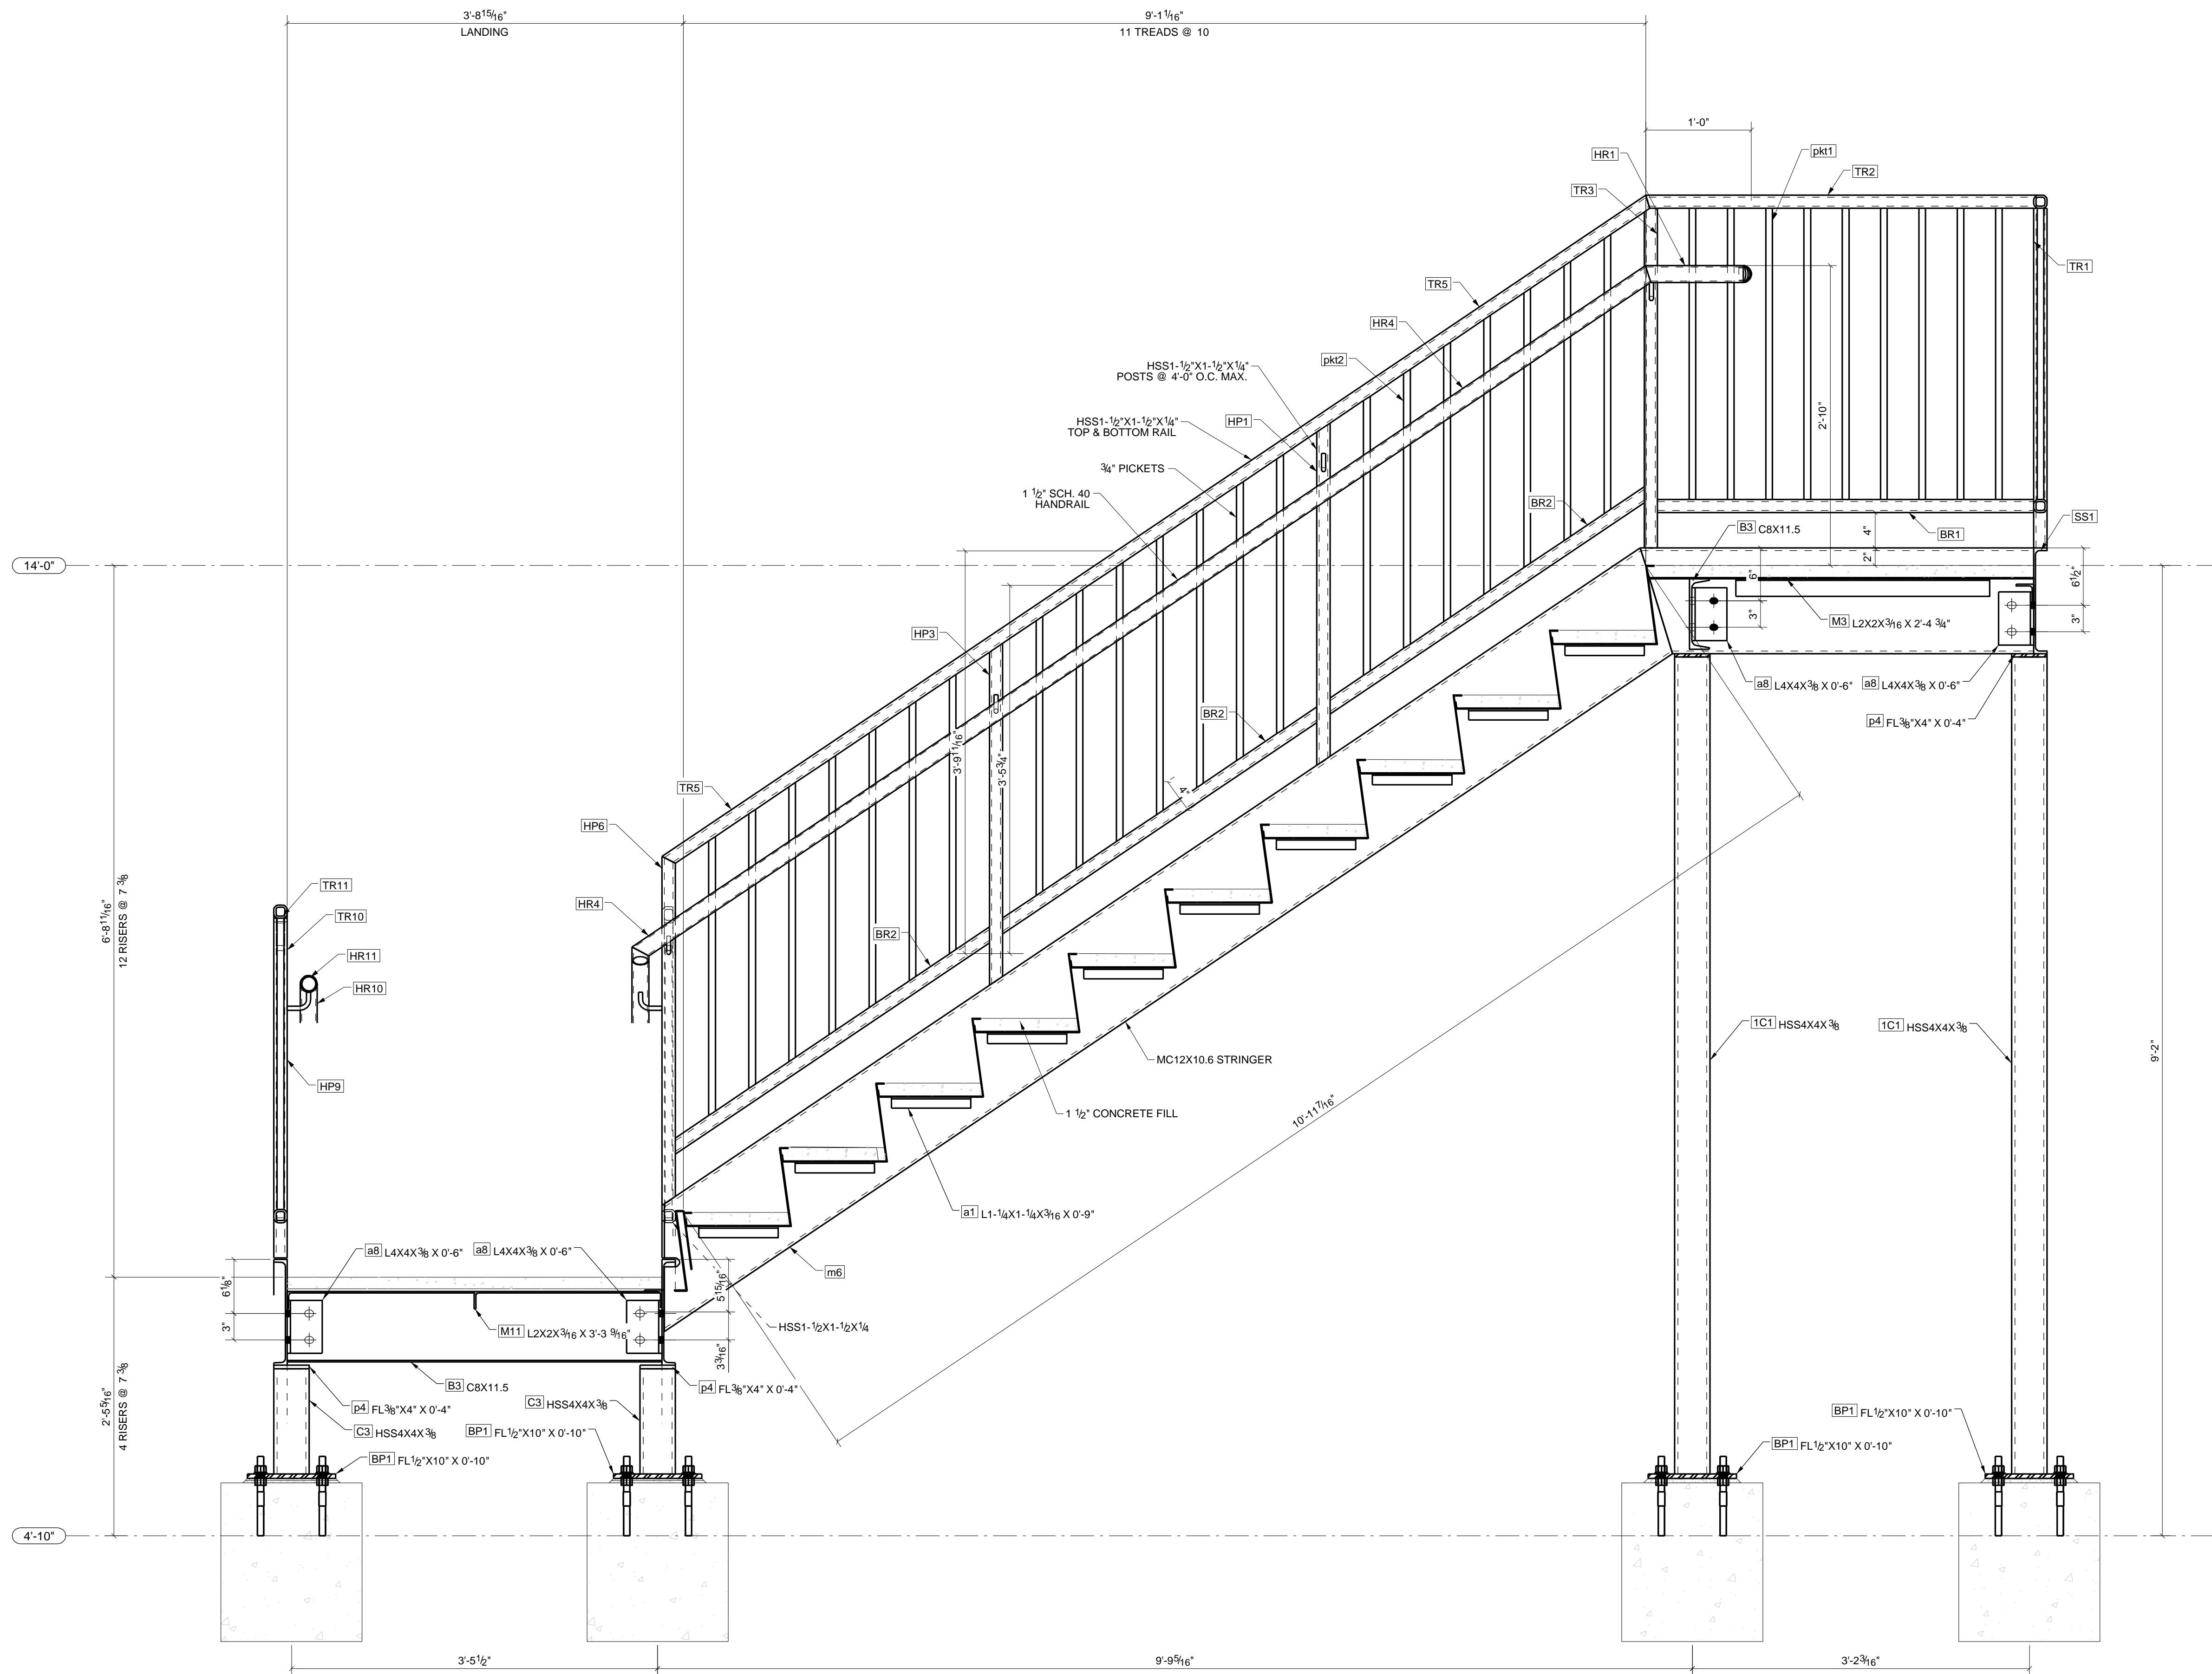 3'-8 15/16"
LANDING
9'-1 1/16"
11 TREADS @ 10
1'-0"
HR1
pkt1
TR2
TR3
TR1
TR5
HR4
2'-10"
HSS1-1/2"X1-1/2"X1/4"
POSTS @ 4'-0" O.C. MAX.
pkt2
HSS1-1/2"X1-1/2"X1/4"
TOP & BOTTOM RAIL
HP1
3/4" PICKETS
1 1/2" SCH. 40
HANDRAIL
BR2
B3 C8X11.5
4"
BR1
SS1
14'-0"
2"
6"
3"
6 1/2"
3"
M3 L2X2X3/16 X 2'-4 3/4"
HP3
a8 L4X4X3/8 X 0'-6"
a8 L4X4X3/8 X 0'-6"
p4 FL3/8"X4" X 0'-4"
BR2
3'-9 11/16"
3'-5 3/4"
4"
TR5
HP6
TR11
TR10
HR4
BR2
HR11
HR10
6'-8 11/16"
12 RISERS @ 7 3/8
1C1 HSS4X4X3/8
1C1 HSS4X4X3/8
9'-2"
MC12X10.6 STRINGER
HP9
1 1/2" CONCRETE FILL
10'-11 7/16"
a1 L1-1/4X1-1/4X3/16 X 0'-9"
a8 L4X4X3/8 X 0'-6"
a8 L4X4X3/8 X 0'-6"
m6
6 1/8"
3"
5 15/16"
3 3/16"
M11 L2X2X3/16 X 3'-3 9/16"
HSS1-1/2X1-1/2X1/4
B3 C8X11.5
p4 FL3/8"X4" X 0'-4"
p4 FL3/8"X4" X 0'-4"
C3 HSS4X4X3/8
C3 HSS4X4X3/8
2'-5 5/16"
4 RISERS @ 7 3/8
BP1 FL1/2"X10" X 0'-10"
BP1 FL1/2"X10" X 0'-10"
BP1 FL1/2"X10" X 0'-10"
BP1 FL1/2"X10" X 0'-10"
4'-10"
3'-5 1/2"
9'-9 5/16"
3'-2 3/16"